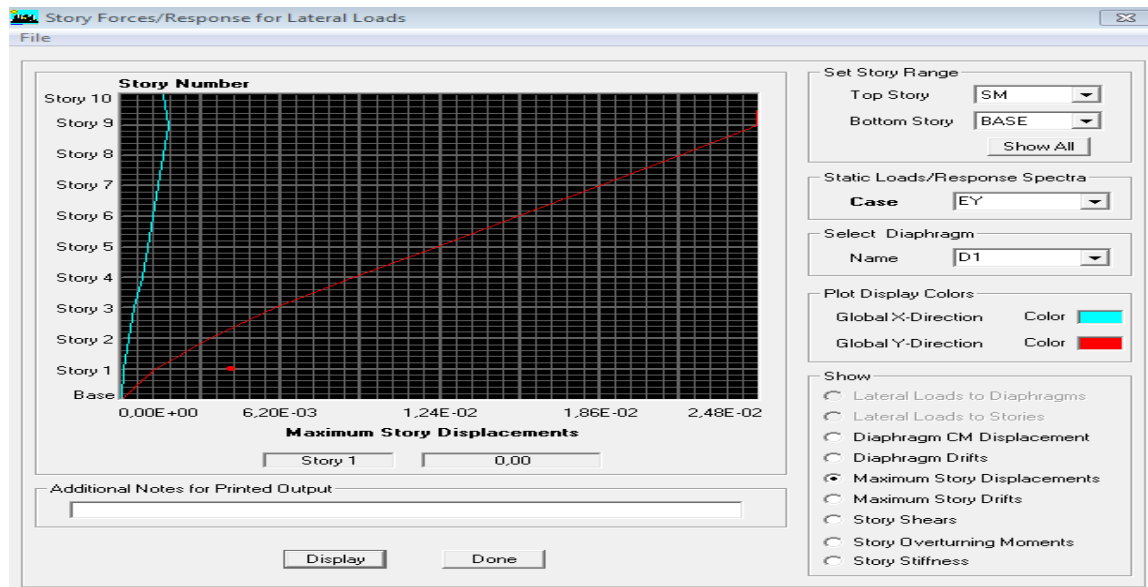 Story Forces/Response for Lateral Loads
File
Story Number
Story 10
Story 9
Story 8
Story 7
Story 6
Story 5
Story 4
Story 3
Story 2
Story 1
Base
0.00E+00 6,20E-03 1,24E-02 1,86E-02 2,48E-02
Maximum Story Displacements
Story 1 0,00
Additional Notes for Printed Output
Display Done
Set Story Range
Top Story SM
Bottom Story BASE
Show All
Static Loads/Response Spectra
Case EY
Select Diaphragm
Name D1
Plot Display Colors
Global X-Direction Color
Global Y-Direction Color
Show
Lateral Loads to Diaphragms
Lateral Loads to Stories
Diaphragm CM Displacement
Diaphragm Drifts
Maximum Story Displacements
Maximum Story Drifts
Story Shears
Story Overturning Moments
Story Stiffness